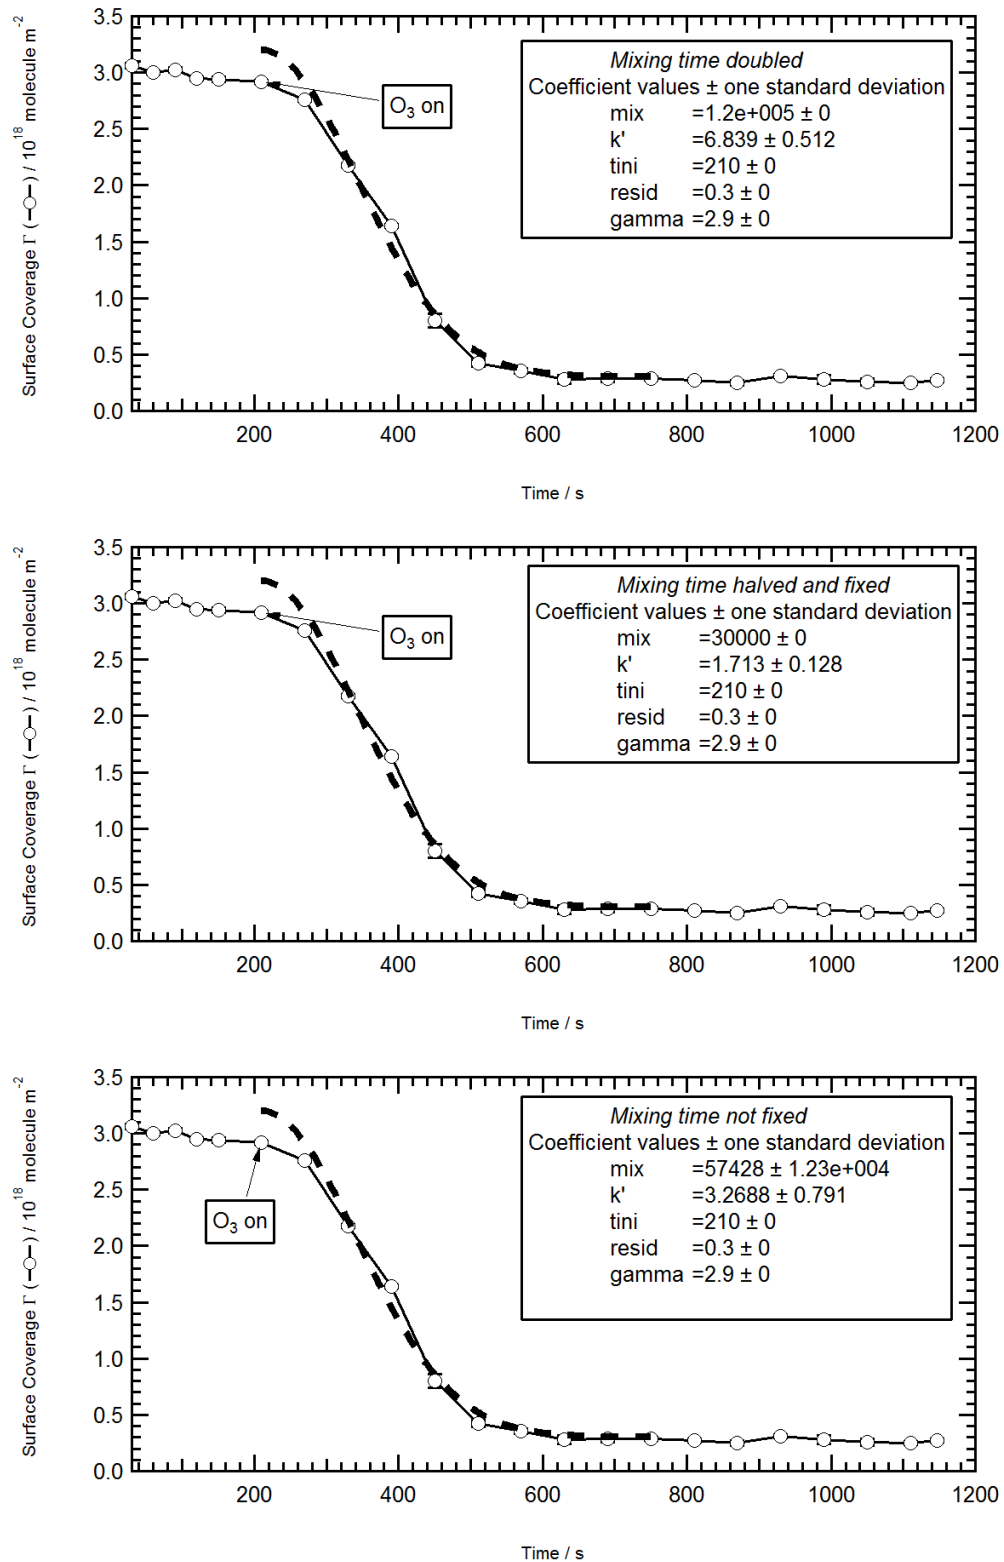 3.5
3.0
2.5
2.0
1.5
1.0
0.5
0.0
Surface Coverage Γ (—○—) / 10¹⁸ molecule m⁻²
O₃ on
Mixing time doubled
Coefficient values ± one standard deviation
mix =1.2e+005 ± 0
k' =6.839 ± 0.512
tini =210 ± 0
resid =0.3 ± 0
gamma =2.9 ± 0
200 400 600 800 1000 1200
Time / s
3.5
3.0
2.5
2.0
1.5
1.0
0.5
0.0
Surface Coverage Γ (—○—) / 10¹⁸ molecule m⁻²
O₃ on
Mixing time halved and fixed
Coefficient values ± one standard deviation
mix =30000 ± 0
k' =1.713 ± 0.128
tini =210 ± 0
resid =0.3 ± 0
gamma =2.9 ± 0
200 400 600 800 1000 1200
Time / s
3.5
3.0
2.5
2.0
1.5
1.0
0.5
0.0
Surface Coverage Γ (—○—) / 10¹⁸ molecule m⁻²
O₃ on
Mixing time not fixed
Coefficient values ± one standard deviation
mix =57428 ± 1.23e+004
k' =3.2688 ± 0.791
tini =210 ± 0
resid =0.3 ± 0
gamma =2.9 ± 0
200 400 600 800 1000 1200
Time / s